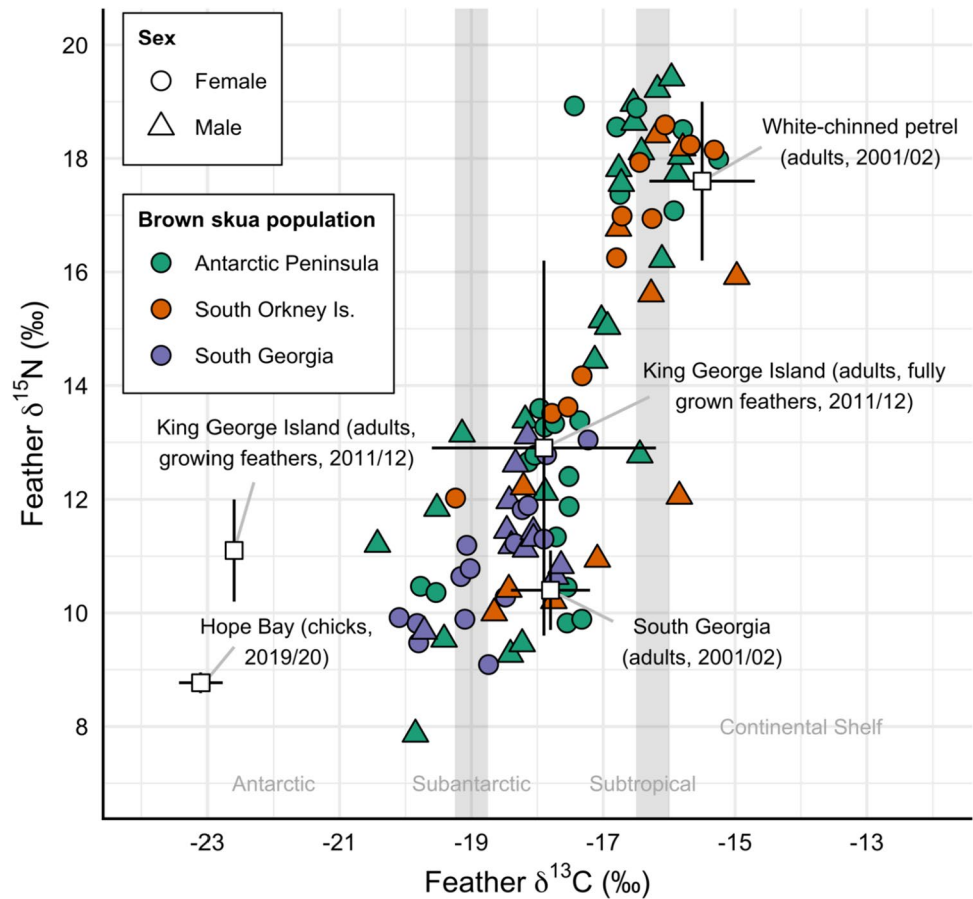 Sex
Female
Male
Brown skua population
Antarctic Peninsula
South Orkney Is.
South Georgia
White-chinned petrel
(adults, 2001/02)
King George Island (adults, fully
grown feathers, 2011/12)
King George Island (adults,
growing feathers, 2011/12)
Hope Bay (chicks,
2019/20)
South Georgia
(adults, 2001/02)
Continental Shelf
Antarctic
Subantarctic
Subtropical
20
18
16
14
12
10
8
Feather δ¹⁵N (‰)
-23
-21
-19
-17
-15
-13
Feather δ¹³C (‰)